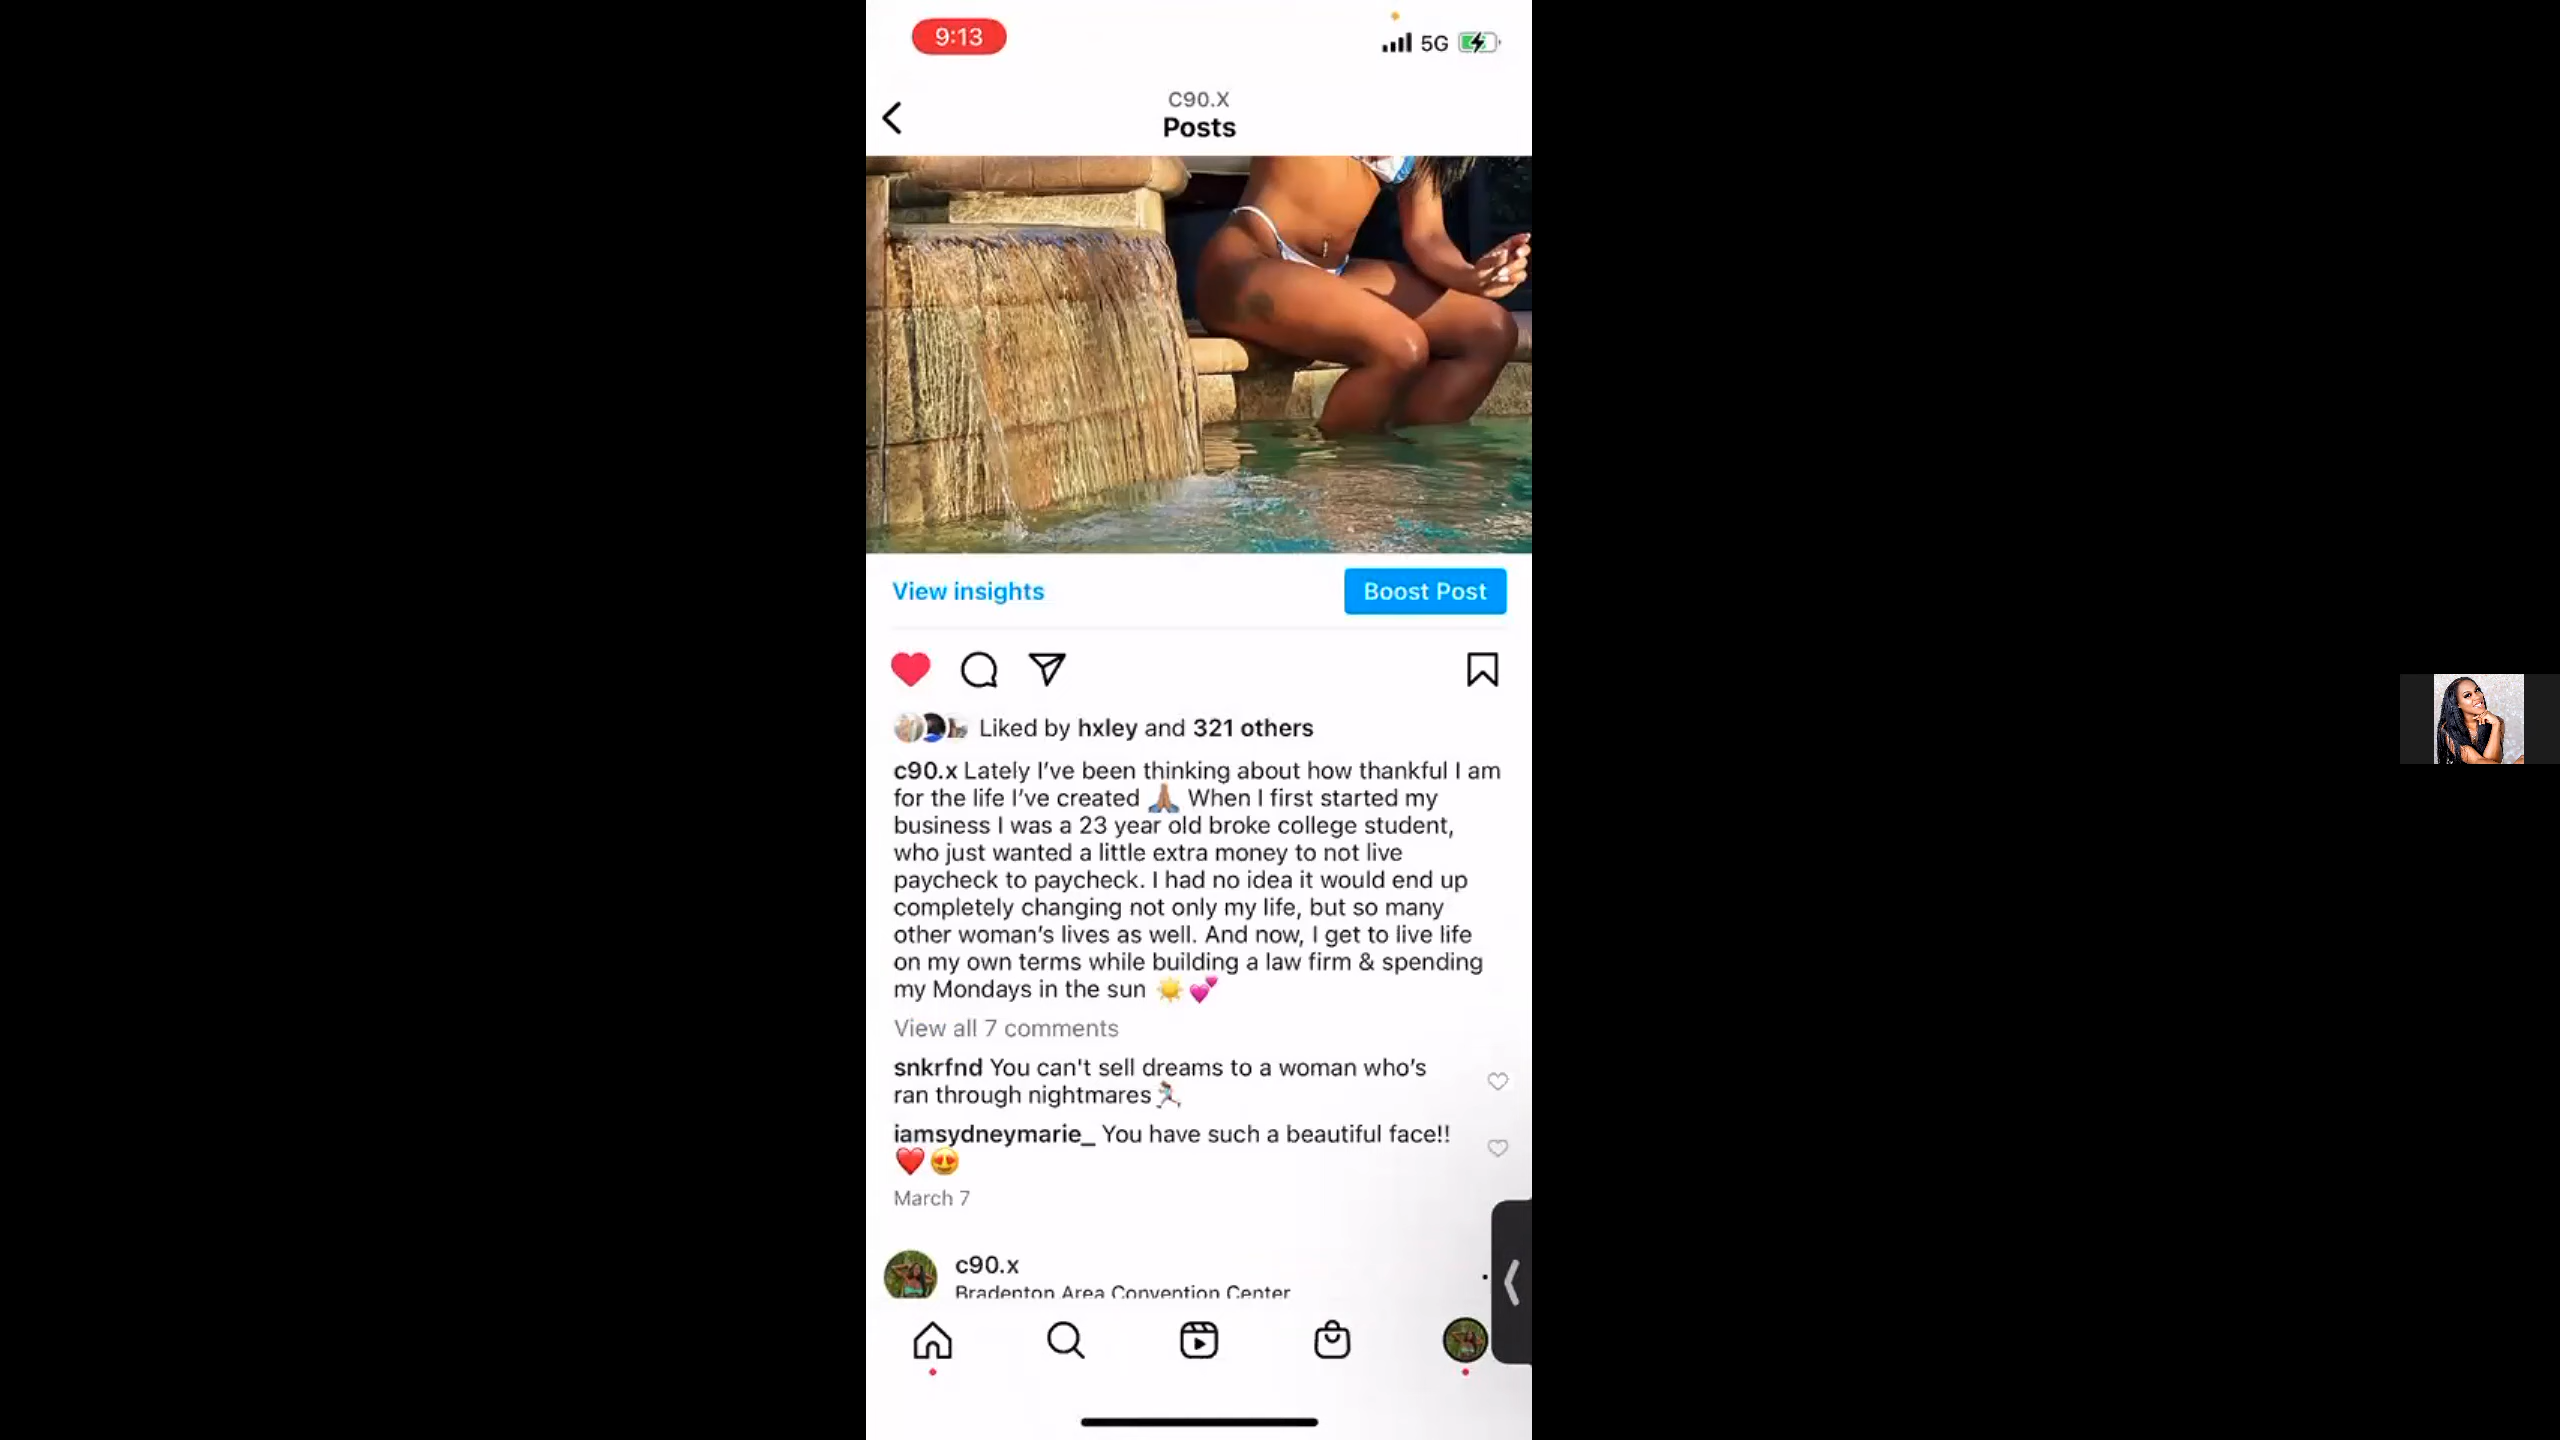 9:13
5G
C90.X
Posts
View insights
Boost Post
Liked by hxley and 321 others
c90.x Lately I've been thinking about how thankful I am
for the life I've created 🙏🏽 When I first started my
business I was a 23 year old broke college student,
who just wanted a little extra money to not live
paycheck to paycheck. I had no idea it would end up
completely changing not only my life, but so many
other woman's lives as well. And now, I get to live life
on my own terms while building a law firm & spending
my Mondays in the sun ☀️💕
View all 7 comments
snkrfnd You can't sell dreams to a woman who's
ran through nightmares🏃🏽‍♀️
iamsydneymarie_ You have such a beautiful face!!
❤️😍
March 7
c90.x
Bradenton Area Convention Center